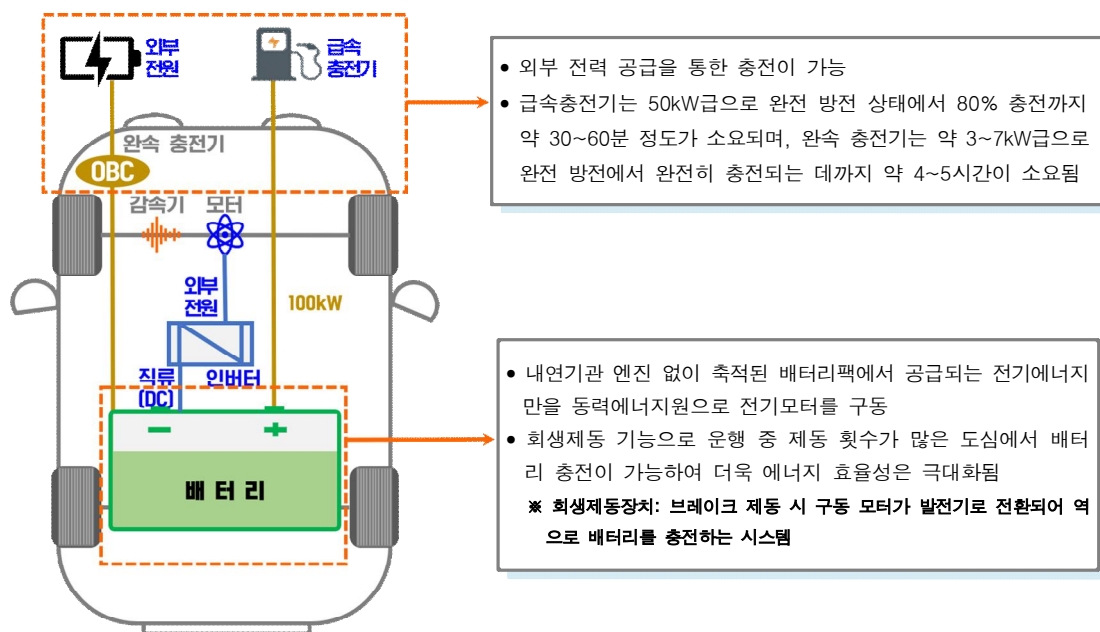 외부
전원
급속
충전기
완속 충전기
OBC
감속기 모터
외부
전원
100kW
직류
(DC)
인버터
배 터 리
• 외부 전력 공급을 통한 충전이 가능
• 급속충전기는 50kW급으로 완전 방전 상태에서 80% 충전까지
약 30~60분 정도가 소요되며, 완속 충전기는 약 3~7kW급으로
완전 방전에서 완전히 충전되는 데까지 약 4~5시간이 소요됨
• 내연기관 엔진 없이 축적된 배터리팩에서 공급되는 전기에너지
만을 동력에너지원으로 전기모터를 구동
• 회생제동 기능으로 운행 중 제동 횟수가 많은 도심에서 배터
리 충전이 가능하여 더욱 에너지 효율성은 극대화됨
※ 회생제동장치: 브레이크 제동 시 구동 모터가 발전기로 전환되어 역
으로 배터리를 충전하는 시스템